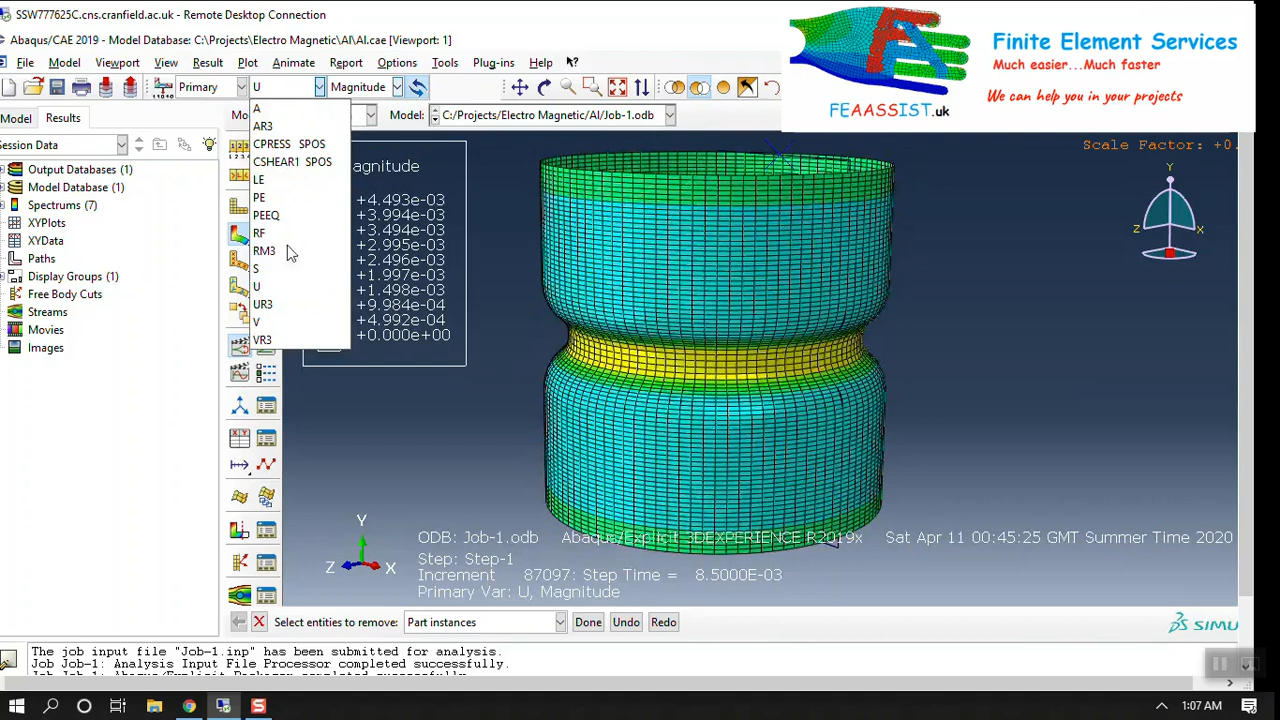 SSW777625C.cns.cranfield.ac.uk - Remote Desktop Connection
Abaqus/CAE 2019 - Model Database: C:\Projects\Electro Magnetic\AI\AI.cae [Viewport: 1]
File Model Viewport View Result Plot Animate Report Options Tools Plug-ins Help
Primary U Magnitude
Finite Element Services
Much easier...Much faster
We can help you in your projects
FEAASSIST.uk
Model Results
Model: C:/Projects/Electro Magnetic/AI/Job-1.odb
Session Data
Output Databases (1)
Model Database (1)
Spectrums (7)
XYPlots
XYData
Paths
Display Groups (1)
Free Body Cuts
Streams
Movies
Images
A
AR3
CPRESS SPOS
CSHEAR1 SPOS
LE
PE
PEEQ
RF
RM3
S
U
UR3
V
VR3
agnitude
+4.493e-03
+3.994e-03
+3.494e-03
+2.995e-03
+2.496e-03
+1.997e-03
+1.498e-03
+9.984e-04
+4.992e-04
+0.000e+00
Scale Factor: +0.
Y
Z X
Y
Z X
ODB: Job-1.odb Abaqus/Explicit 3DEXPERIENCE R2019x Sat Apr 11 00:45:25 GMT Summer Time 2020
Step: Step-1
Increment 87097: Step Time = 8.5000E-03
Primary Var: U, Magnitude
Select entities to remove: Part instances Done Undo Redo
SIMU
The job input file "Job-1.inp" has been submitted for analysis.
Job Job-1: Analysis Input File Processor completed successfully.
1:07 AM